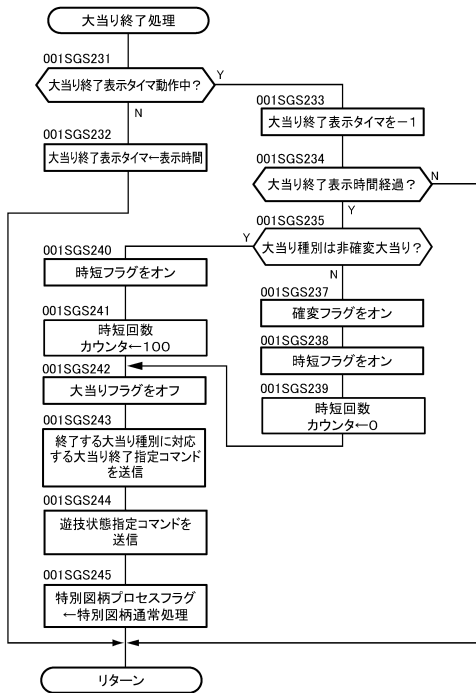 大当り終了処理
001SGS231
大当り終了表示タイマ動作中？
Y
N
001SGS232
大当り終了表示タイマ←表示時間
001SGS233
大当り終了表示タイマを－1
001SGS234
大当り終了表示時間経過？
N
Y
001SGS235
大当り種別は非確変大当り？
Y
N
001SGS240
時短フラグをオン
001SGS241
時短回数
カウンタ←100
001SGS237
確変フラグをオン
001SGS238
時短フラグをオン
001SGS239
時短回数
カウンタ←0
001SGS242
大当りフラグをオフ
001SGS243
終了する大当り種別に対応
する大当り終了指定コマンド
を送信
001SGS244
遊技状態指定コマンドを
送信
001SGS245
特別図柄プロセスフラグ
←特別図柄通常処理
リターン